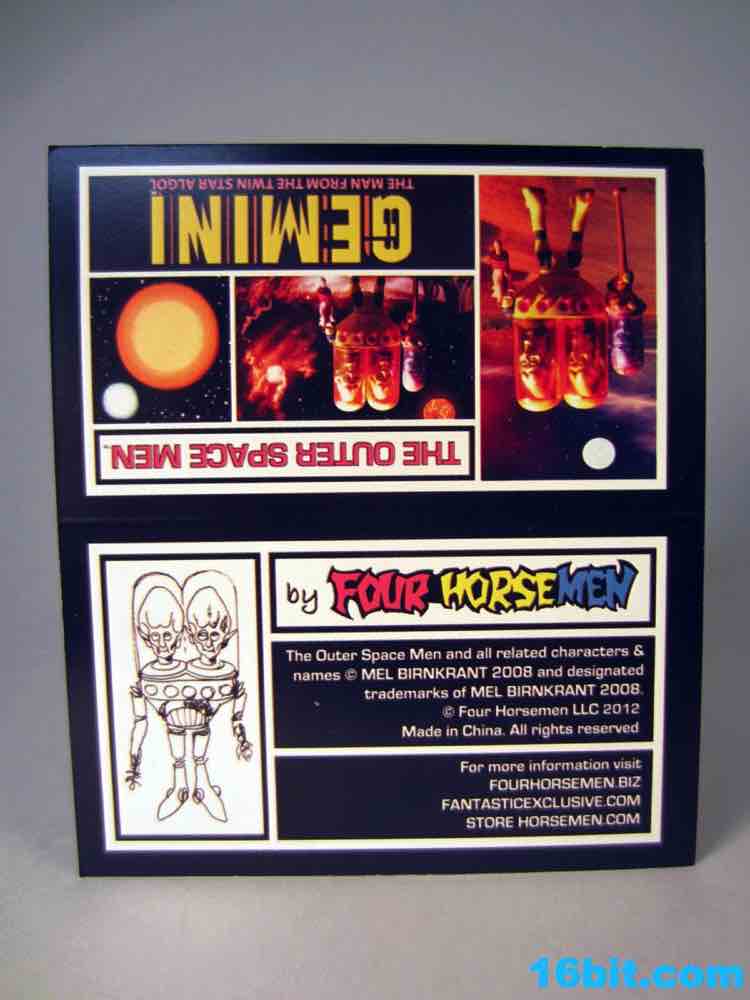 GEMINI
THE MAN FROM THE TWIN STAR ALGOL
THE OUTER SPACE MEN™
by FOUR HORSEMEN
The Outer Space Men and all related characters &
names © MEL BIRNKRANT 2008 and designated
trademarks of MEL BIRNKRANT 2008.
© Four Horsemen LLC 2012
Made in China. All rights reserved
For more information visit
FOURHORSEMEN.BIZ
FANTASTICEXCLUSIVE.COM
STORE HORSEMEN.COM
16bit.com